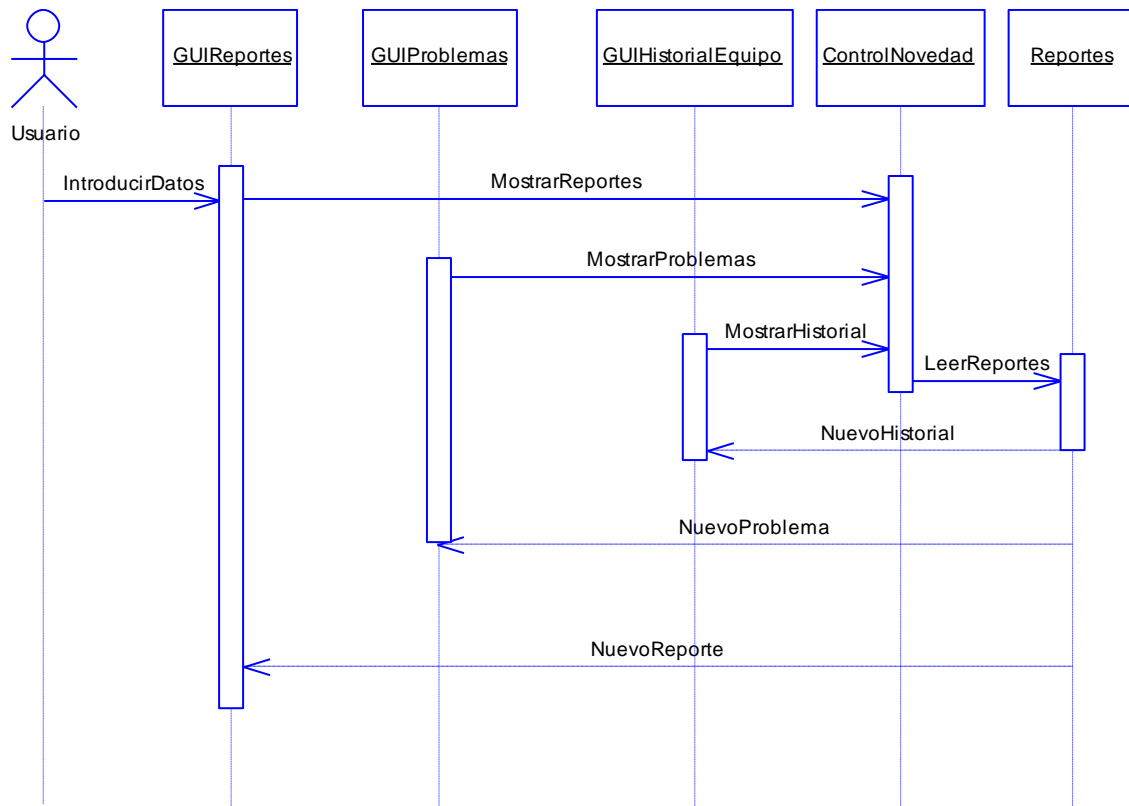 GUIReportes
GUIProblemas
GUIHistorialEquipo
ControlNovedad
Reportes
Usuario
IntroducirDatos
MostrarReportes
MostrarProblemas
MostrarHistorial
LeerReportes
NuevoHistorial
NuevoProblema
NuevoReporte